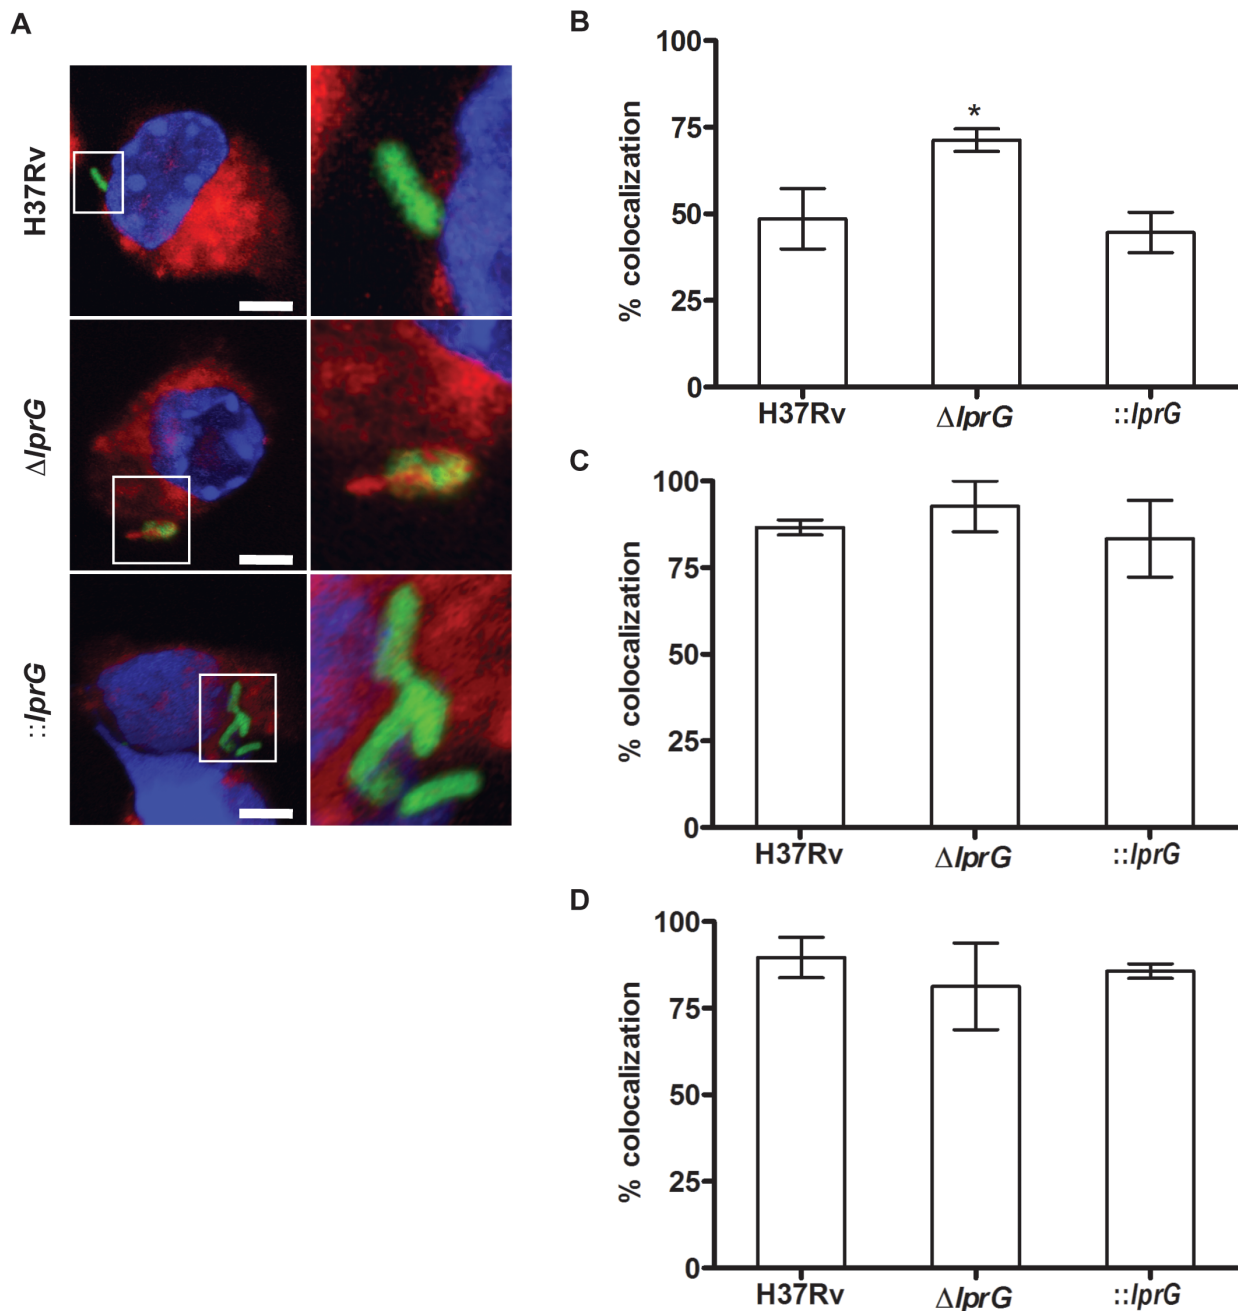 A
H37Rv
ΔlprG
::lprG
B
% colocalization
100
75
50
25
0
*
H37Rv
ΔlprG
::lprG
C
% colocalization
100
75
50
25
0
H37Rv
ΔlprG
::lprG
D
% colocalization
100
75
50
25
0
H37Rv
ΔlprG
::lprG